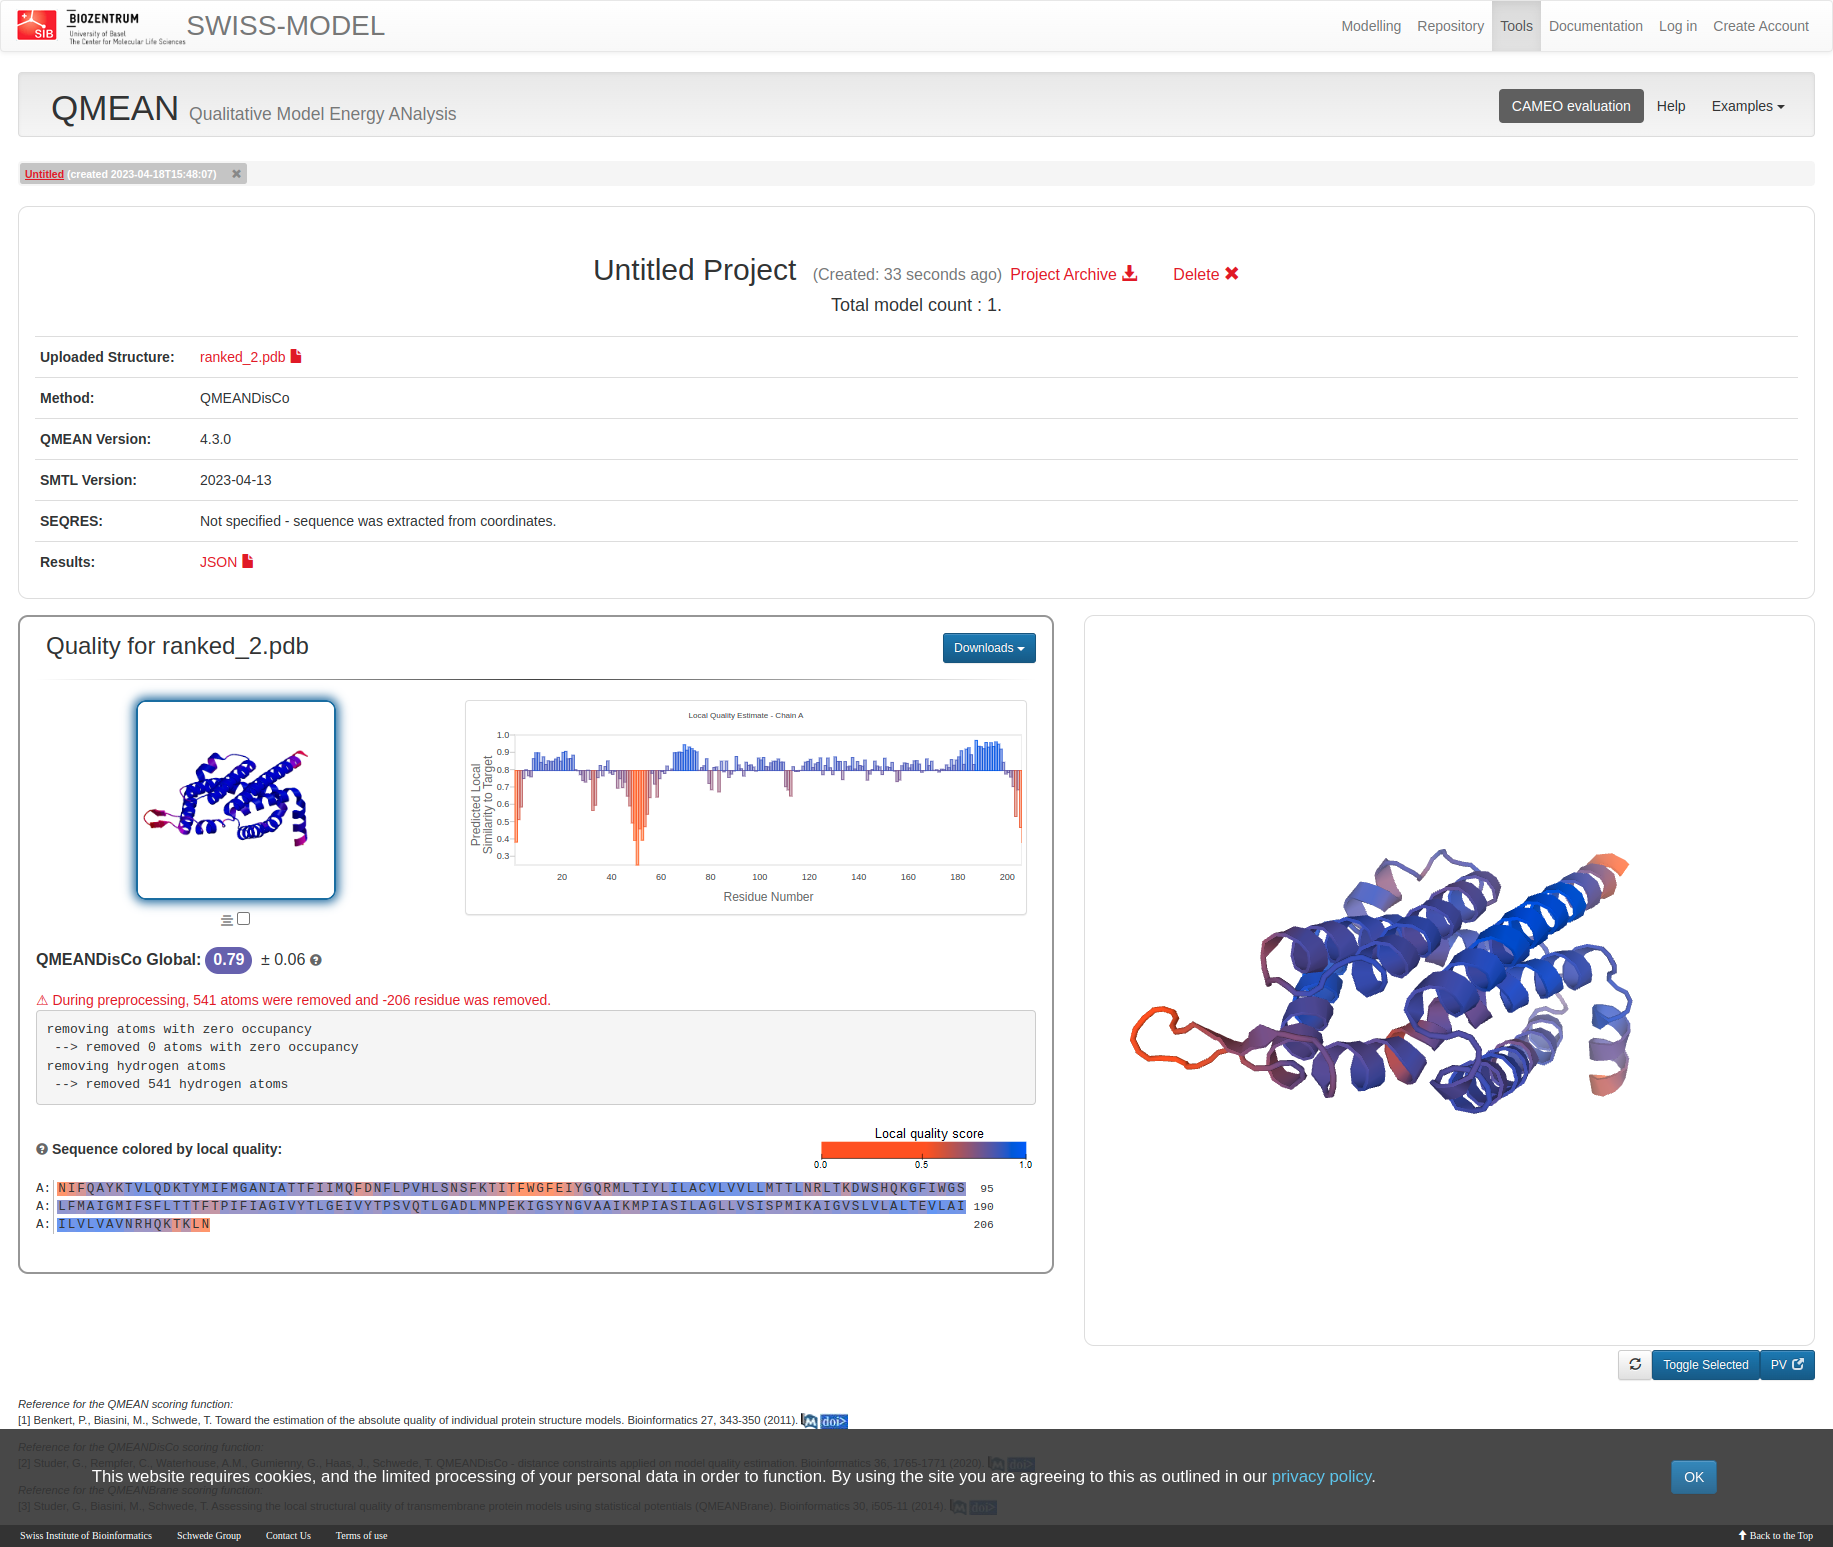 SIB
BIOZENTRUM
University of Basel
The Center for Molecular Life Sciences
SWISS-MODEL
Modelling
Repository
Tools
Documentation
Log in
Create Account
QMEAN Qualitative Model Energy ANalysis
CAMEO evaluation
Help
Examples
Untitled (created 2023-04-18T15:48:07)
Untitled Project (Created: 33 seconds ago) Project Archive Delete
Total model count : 1.
Uploaded Structure: ranked_2.pdb
Method: QMEANDisCo
QMEAN Version: 4.3.0
SMTL Version: 2023-04-13
SEQRES: Not specified - sequence was extracted from coordinates.
Results: JSON
Quality for ranked_2.pdb
Downloads
Local Quality Estimate - Chain A
Predicted Local
Similarity to Target
1.0
0.9
0.8
0.7
0.6
0.5
0.4
0.3
20 40 60 80 100 120 140 160 180 200
Residue Number
QMEANDisCo Global: 0.79 ± 0.06
⚠ During preprocessing, 541 atoms were removed and -206 residue was removed.
removing atoms with zero occupancy
--> removed 0 atoms with zero occupancy
removing hydrogen atoms
--> removed 541 hydrogen atoms
Sequence colored by local quality:
Local quality score
0.0 0.5 1.0
A: NIFQAYKTVLQDKTYMIFMGANIATTFIIMQFDNFLPVHLSNSFKTITFWGFEIYGQRMLTIYLILACVLVVLLMTTLNRLTKDWSHQKGFIWGS 95
A: LFMAIGMIFSFLTTTFTPIFIAGIVYTLGEIVYTPSVQTLGADLMNPEKIGSYNGVAAIKMPIASILAGLLVSISPMIKAIGVSLVLALTEVLAI 190
A: ILVLVAVNRHQKTKLN 206
Toggle Selected
PV
Reference for the QMEAN scoring function:
[1] Benkert, P., Biasini, M., Schwede, T. Toward the estimation of the absolute quality of individual protein structure models. Bioinformatics 27, 343-350 (2011). doi>
Reference for the QMEANDisCo scoring function:
[2] Studer, G., Rempfer, C., Waterhouse, A.M., Gumienny, G., Haas, J., Schwede, T. QMEANDisCo - distance constraints applied on model quality estimation. Bioinformatics 36, 1765-1771 (2020). doi>
This website requires cookies, and the limited processing of your personal data in order to function. By using the site you are agreeing to this as outlined in our privacy policy.
OK
Reference for the QMEANBrane scoring function:
[3] Studer, G., Biasini, M., Schwede, T. Assessing the local structural quality of transmembrane protein models using statistical potentials (QMEANBrane). Bioinformatics 30, i505-11 (2014). doi>
Swiss Institute of Bioinformatics
Schwede Group
Contact Us
Terms of use
Back to the Top